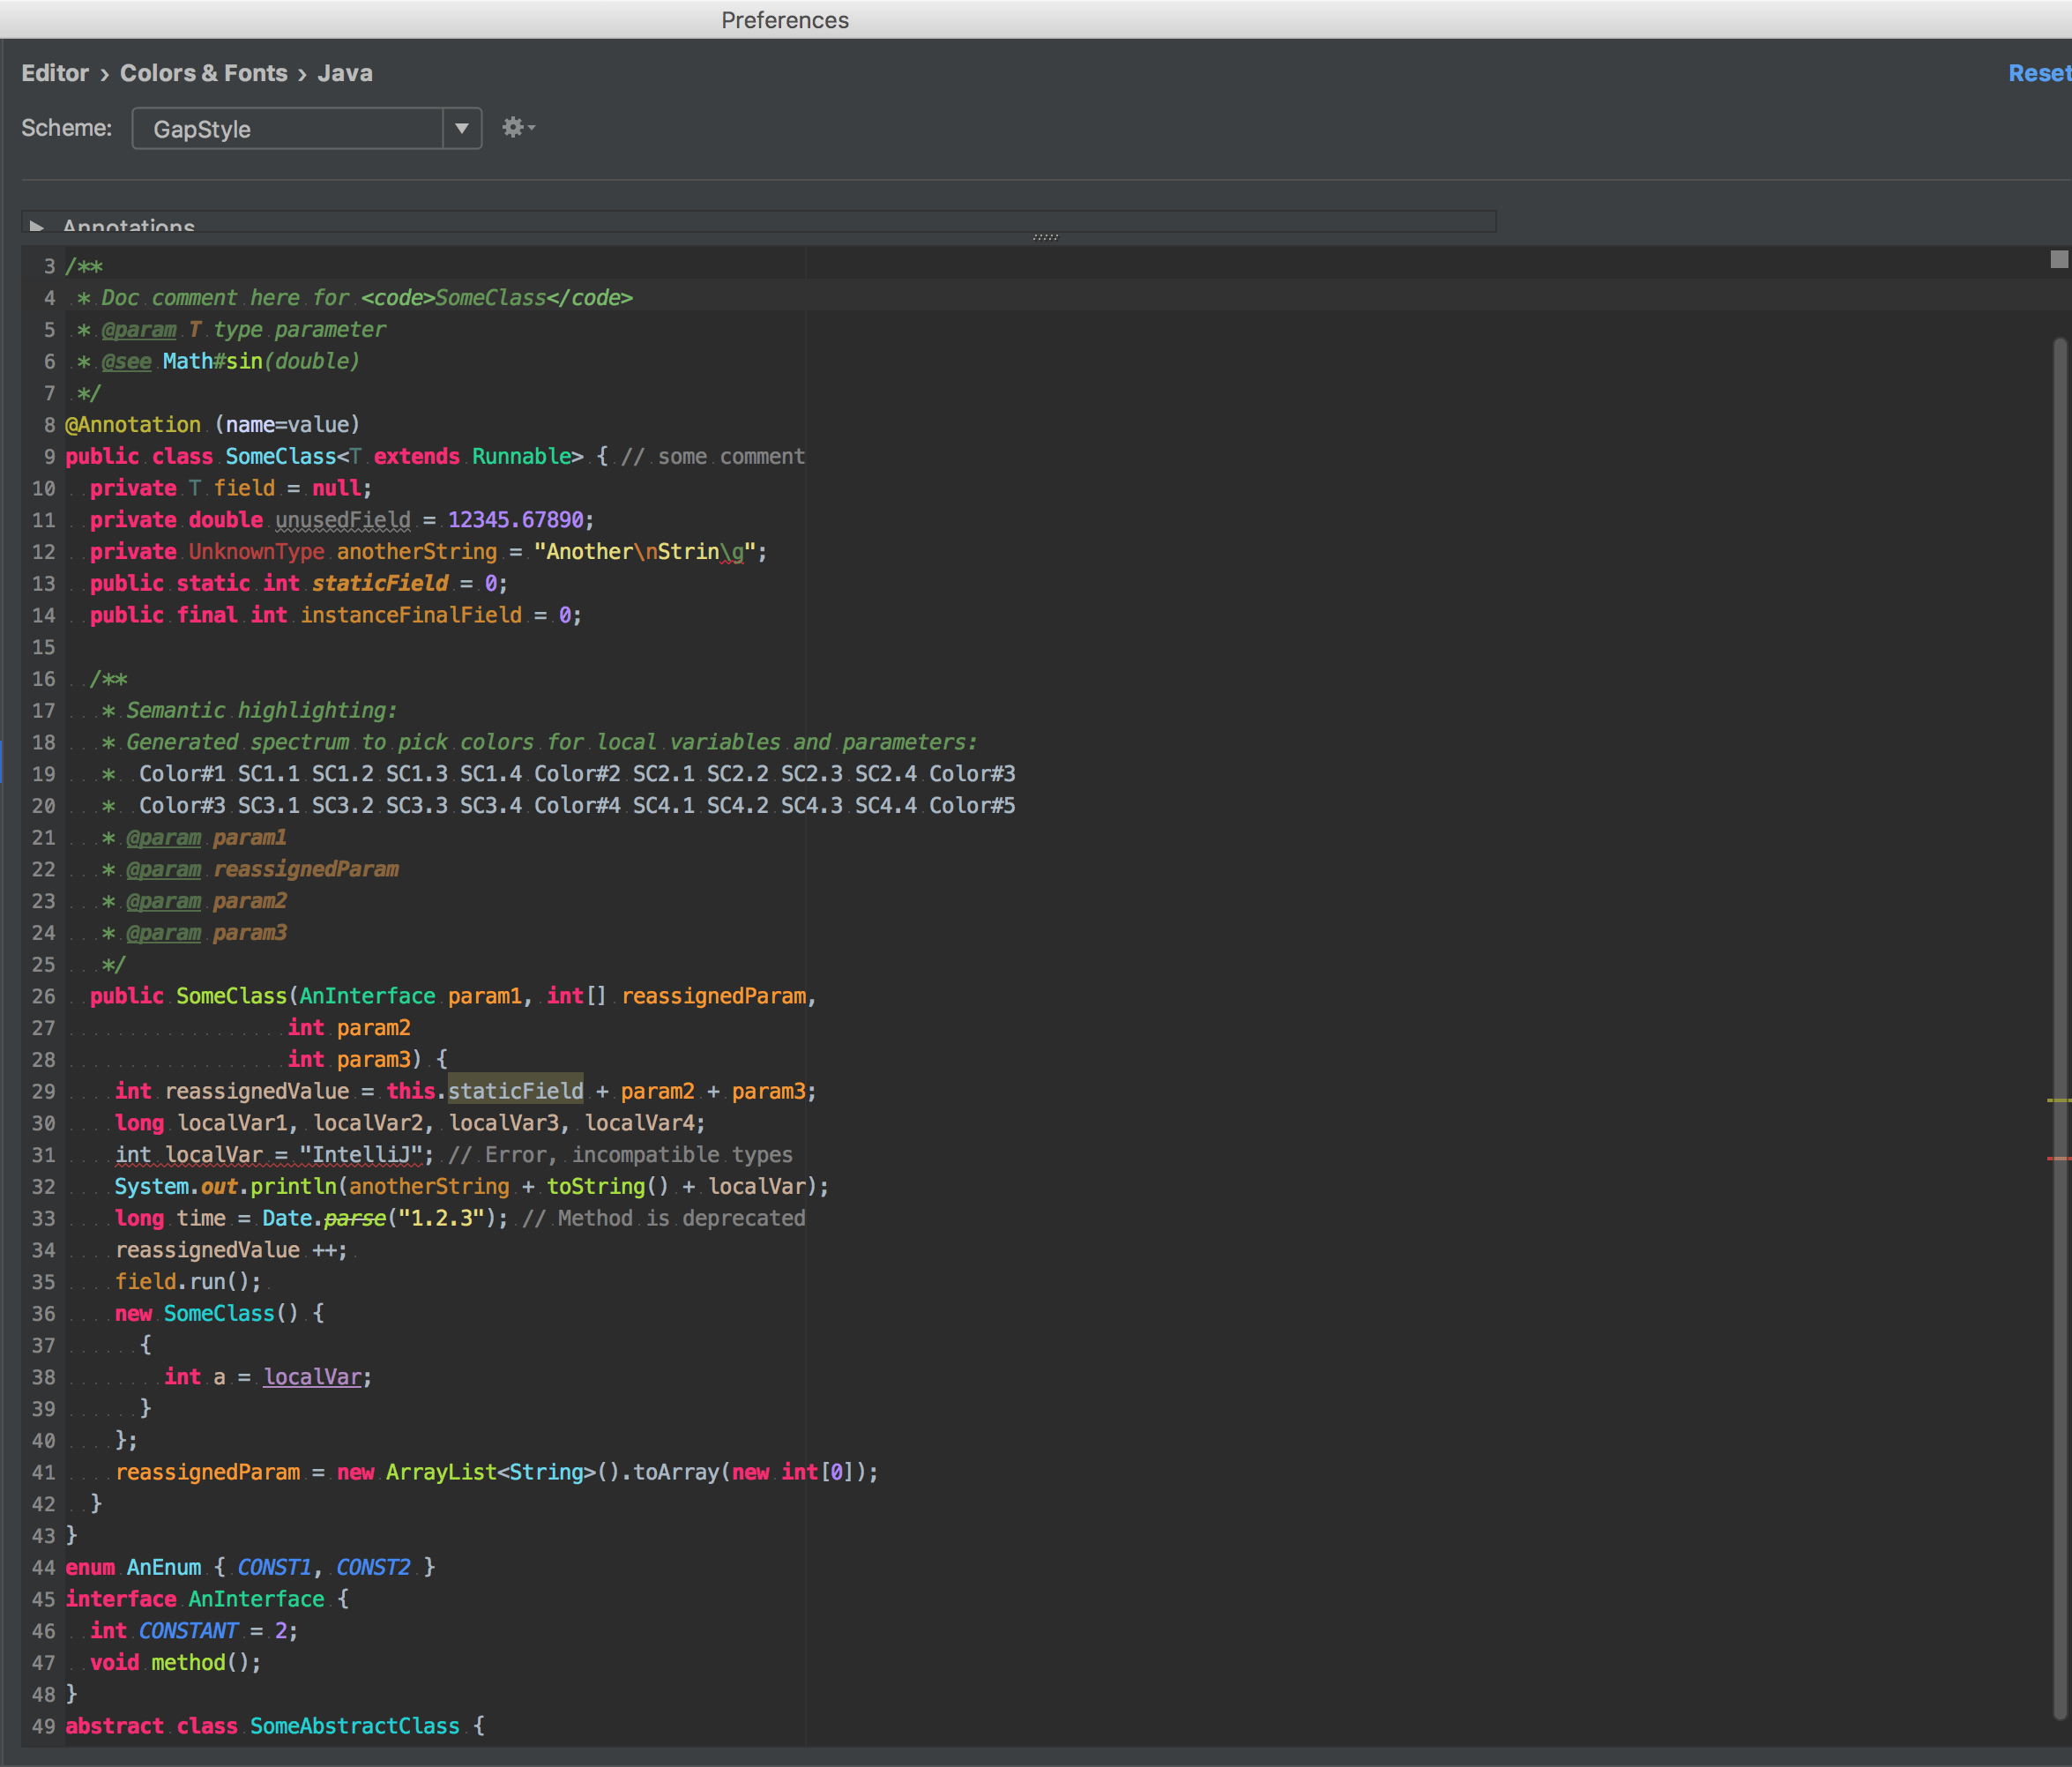 Preferences
Editor › Colors & Fonts › Java
Reset
Scheme: GapStyle
Annotations
3 /**
4 * Doc comment here for <code>SomeClass</code>
5 * @param T type parameter
6 * @see Math#sin(double)
7 */
8 @Annotation (name=value)
9 public class SomeClass<T extends Runnable> { // some comment
10 private T field = null;
11 private double unusedField = 12345.67890;
12 private UnknownType anotherString = "Another\nStrin\g";
13 public static int staticField = 0;
14 public final int instanceFinalField = 0;
15
16 /**
17 * Semantic highlighting:
18 * Generated spectrum to pick colors for local variables and parameters:
19 * Color#1 SC1.1 SC1.2 SC1.3 SC1.4 Color#2 SC2.1 SC2.2 SC2.3 SC2.4 Color#3
20 * Color#3 SC3.1 SC3.2 SC3.3 SC3.4 Color#4 SC4.1 SC4.2 SC4.3 SC4.4 Color#5
21 * @param param1
22 * @param reassignedParam
23 * @param param2
24 * @param param3
25 */
26 public SomeClass(AnInterface param1, int[] reassignedParam,
27 int param2
28 int param3) {
29 int reassignedValue = this.staticField + param2 + param3;
30 long localVar1, localVar2, localVar3, localVar4;
31 int localVar = "IntelliJ"; // Error, incompatible types
32 System.out.println(anotherString + toString() + localVar);
33 long time = Date.parse("1.2.3"); // Method is deprecated
34 reassignedValue ++;
35 field.run();
36 new SomeClass() {
37 {
38 int a = localVar;
39 }
40 };
41 reassignedParam = new ArrayList<String>().toArray(new int[0]);
42 }
43 }
44 enum AnEnum { CONST1, CONST2 }
45 interface AnInterface {
46 int CONSTANT = 2;
47 void method();
48 }
49 abstract class SomeAbstractClass {